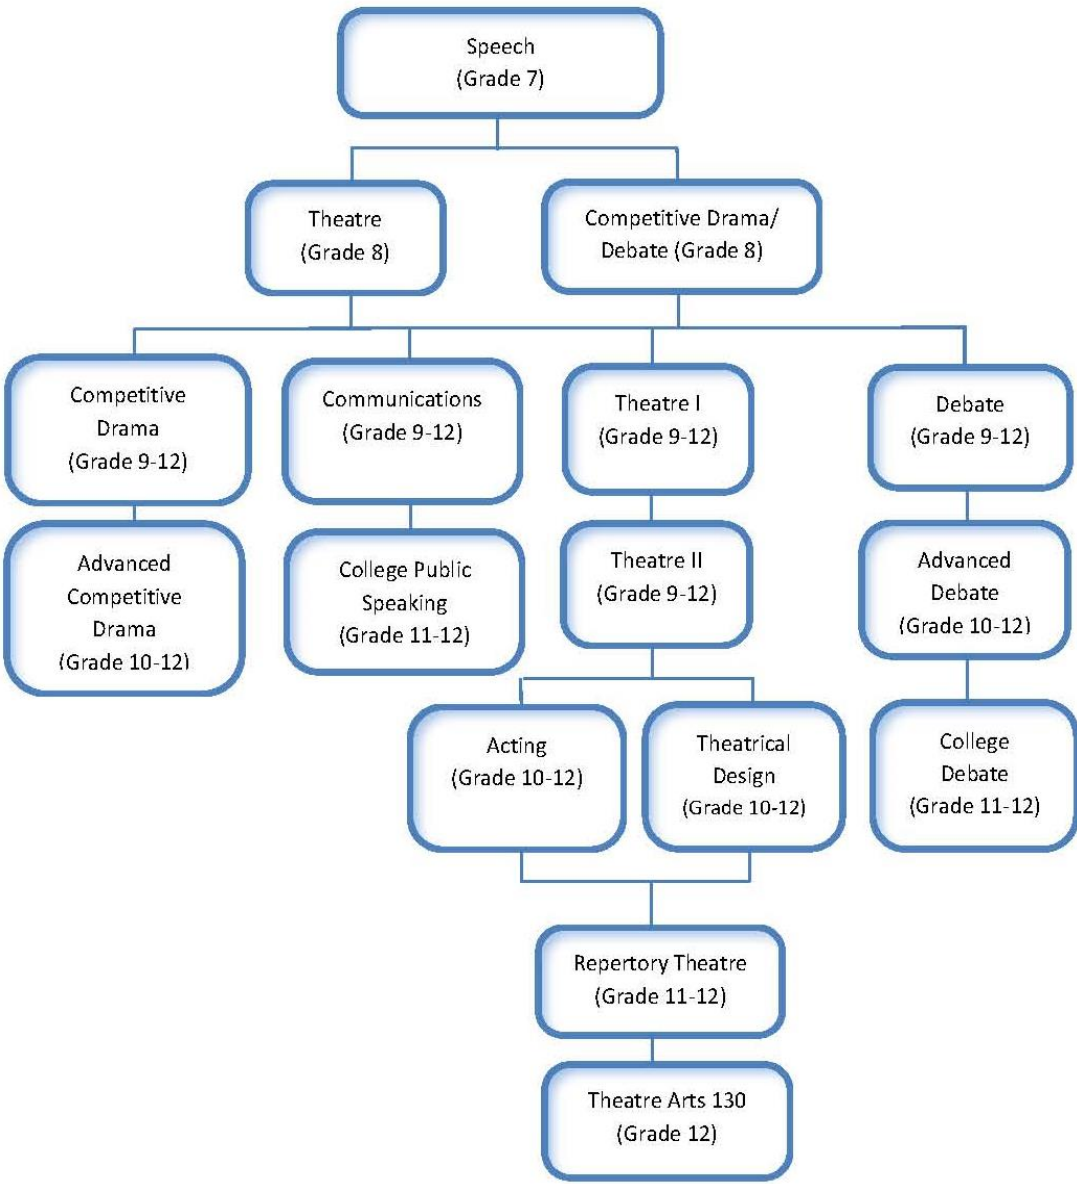 Speech
(Grade 7)
Theatre
(Grade 8)
Competitive Drama/
Debate (Grade 8)
Competitive
Drama
(Grade 9-12)
Communications
(Grade 9-12)
Theatre I
(Grade 9-12)
Debate
(Grade 9-12)
Advanced
Competitive
Drama
(Grade 10-12)
College Public
Speaking
(Grade 11-12)
Theatre II
(Grade 9-12)
Advanced
Debate
(Grade 10-12)
Acting
(Grade 10-12)
Theatrical
Design
(Grade 10-12)
College
Debate
(Grade 11-12)
Repertory Theatre
(Grade 11-12)
Theatre Arts 130
(Grade 12)